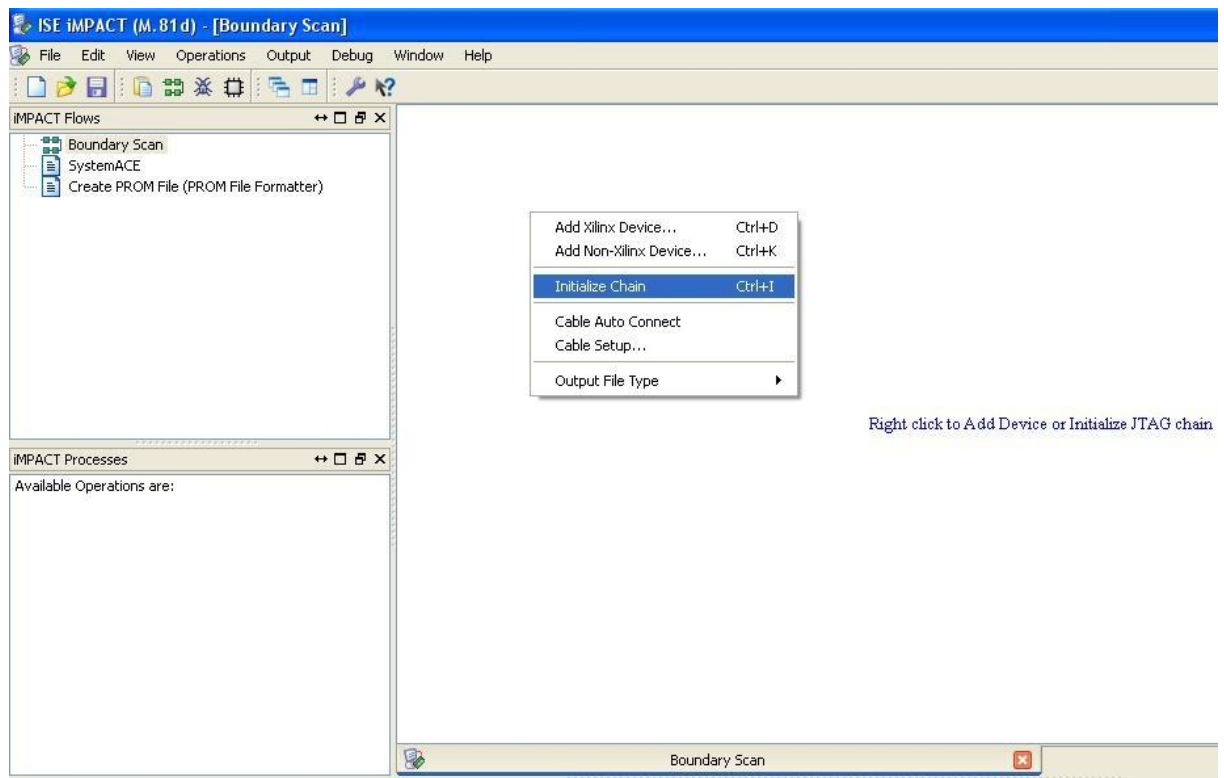 ISE iMPACT (M.81d) - [Boundary Scan]
File Edit View Operations Output Debug Window Help
iMPACT Flows
Boundary Scan
SystemACE
Create PROM File (PROM File Formatter)
Add Xilinx Device... Ctrl+D
Add Non-Xilinx Device... Ctrl+K
Initialize Chain Ctrl+I
Cable Auto Connect
Cable Setup...
Output File Type
Right click to Add Device or Initialize JTAG chain
iMPACT Processes
Available Operations are:
Boundary Scan